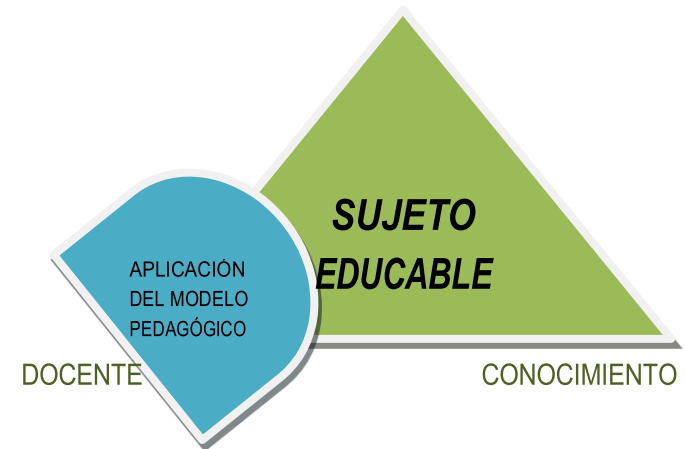 SUJETO
EDUCABLE
APLICACIÓN
DEL MODELO
PEDAGÓGICO
DOCENTE
CONOCIMIENTO